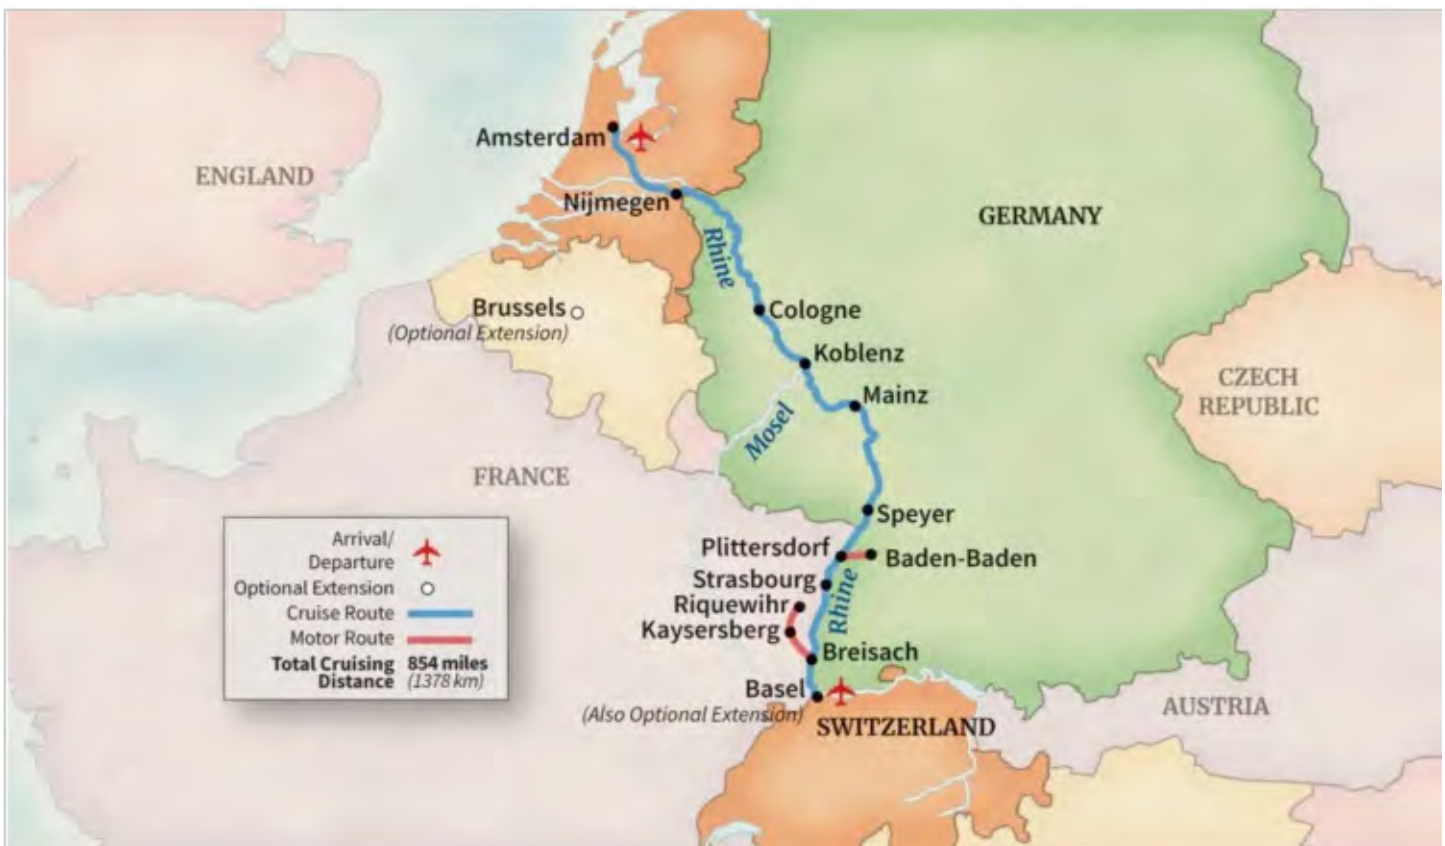 Amsterdam
ENGLAND
Nijmegen
GERMANY
Rhine
Brussels
(Optional Extension)
Cologne
Koblenz
CZECH
REPUBLIC
Mainz
Mosel
FRANCE
Speyer
Plittersdorf
Baden-Baden
Strasbourg
Riquewihr
Rhine
Kaysersberg
Breisach
Basel
(Also Optional Extension)
SWITZERLAND
AUSTRIA
Arrival/
Departure
Optional Extension
Cruise Route
Motor Route
Total Cruising 854 miles
Distance (1378 km)